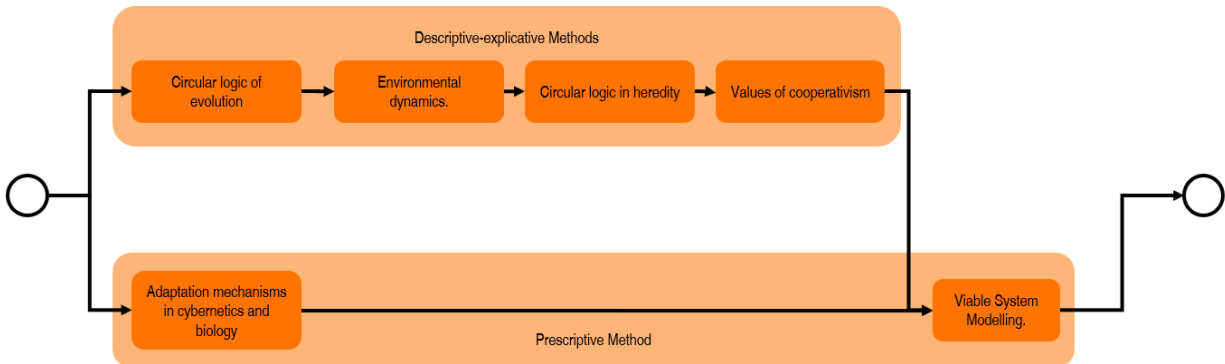 Descriptive-explicative Methods
Circular logic of
evolution
Environmental
dynamics.
Circular logic in heredity
Values of cooperativism
Adaptation mechanisms
in cybernetics and
biology
Viable System
Modelling.
Prescriptive Method